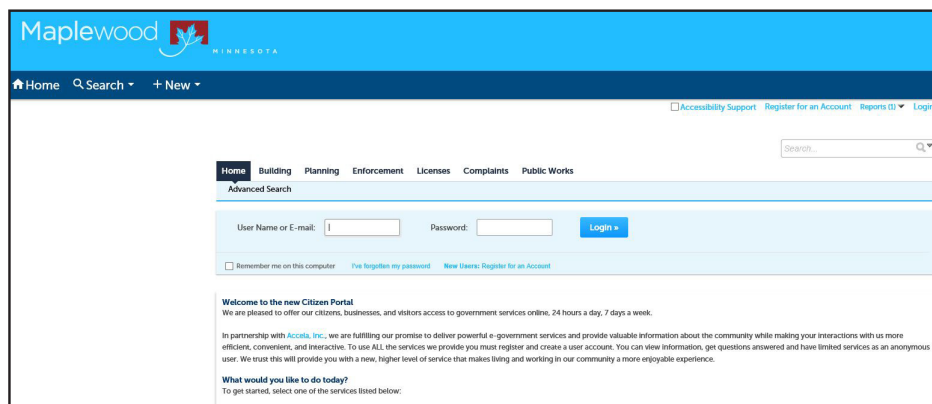 Maplewood
MINNESOTA
Home Search + New
Accessibility Support Register for an Account Reports (1) Login
Search...
Home Building Planning Enforcement Licenses Complaints Public Works
Advanced Search
User Name or E-mail: Password: Login »
Remember me on this computer I've forgotten my password New Users: Register for an Account
Welcome to the new Citizen Portal
We are pleased to offer our citizens, businesses, and visitors access to government services online, 24 hours a day, 7 days a week.
In partnership with Accela, Inc., we are fulfilling our promise to deliver powerful e-government services and provide valuable information about the community while making your interactions with us more
efficient, convenient, and interactive. To use ALL the services we provide you must register and create a user account. You can view information, get questions answered and have limited services as an anonymous
user. We trust this will provide you with a new, higher level of service that makes living and working in our community a more enjoyable experience.
What would you like to do today?
To get started, select one of the services listed below: